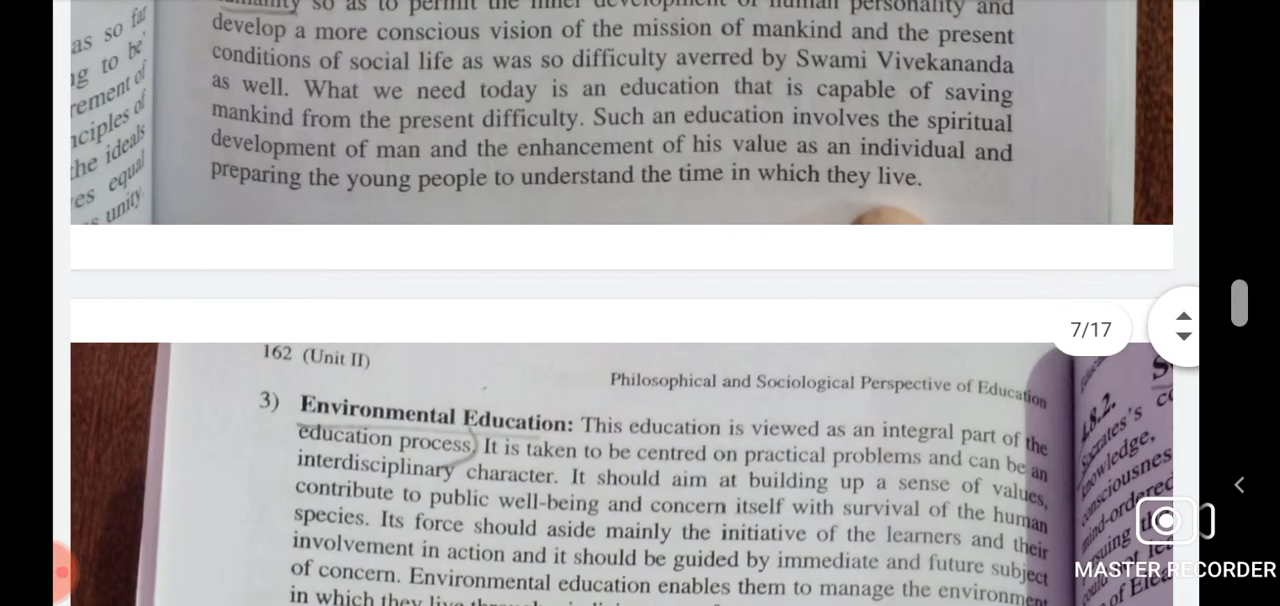 so as to permit the inner development of human personality and
develop a more conscious vision of the mission of mankind and the present
conditions of social life as was so difficulty averred by Swami Vivekananda
as well. What we need today is an education that is capable of saving
mankind from the present difficulty. Such an education involves the spiritual
development of man and the enhancement of his value as an individual and
preparing the young people to understand the time in which they live.
as so far
to be
of
of
the ideals
equal
unity.
7/17
162 (Unit II)
Philosophical and Sociological Perspective of Education
3) Environmental Education: This education is viewed as an integral part of the
education process. It is taken to be centred on practical problems and can be an
interdisciplinary character. It should aim at building up a sense of values,
contribute to public well-being and concern itself with survival of the human
species. Its force should aside mainly the initiative of the learners and their
involvement in action and it should be guided by immediate and future subject
of concern. Environmental education enables them to manage the environment
in which they live
MASTER RECORDER